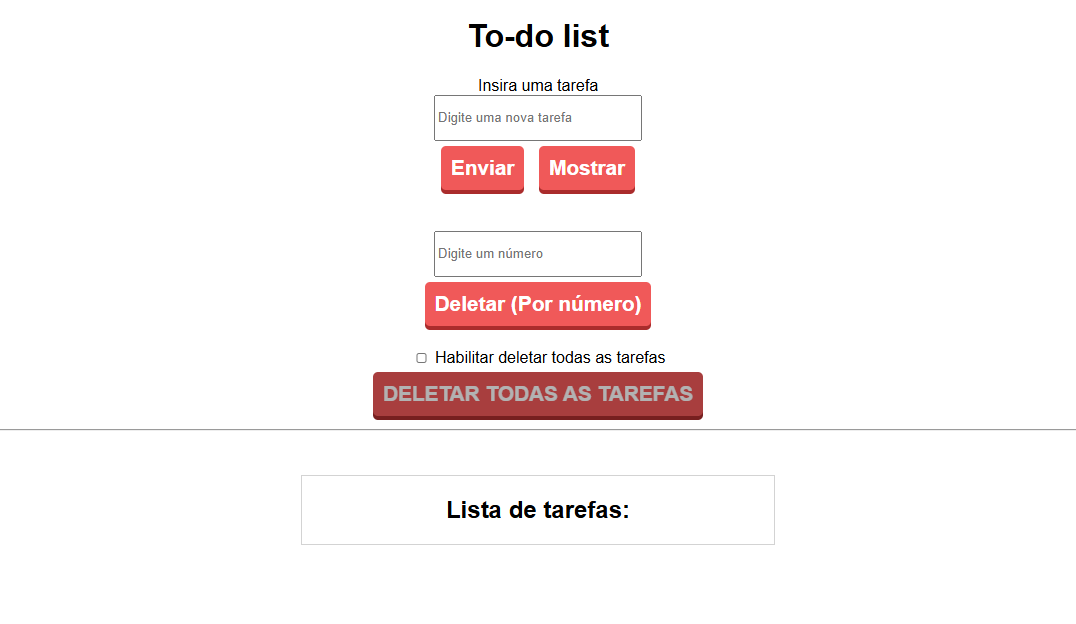 To-do list
Insira uma tarefa
Digite uma nova tarefa
Enviar Mostrar
Digite um número
Deletar (Por número)
Habilitar deletar todas as tarefas
DELETAR TODAS AS TAREFAS
Lista de tarefas: